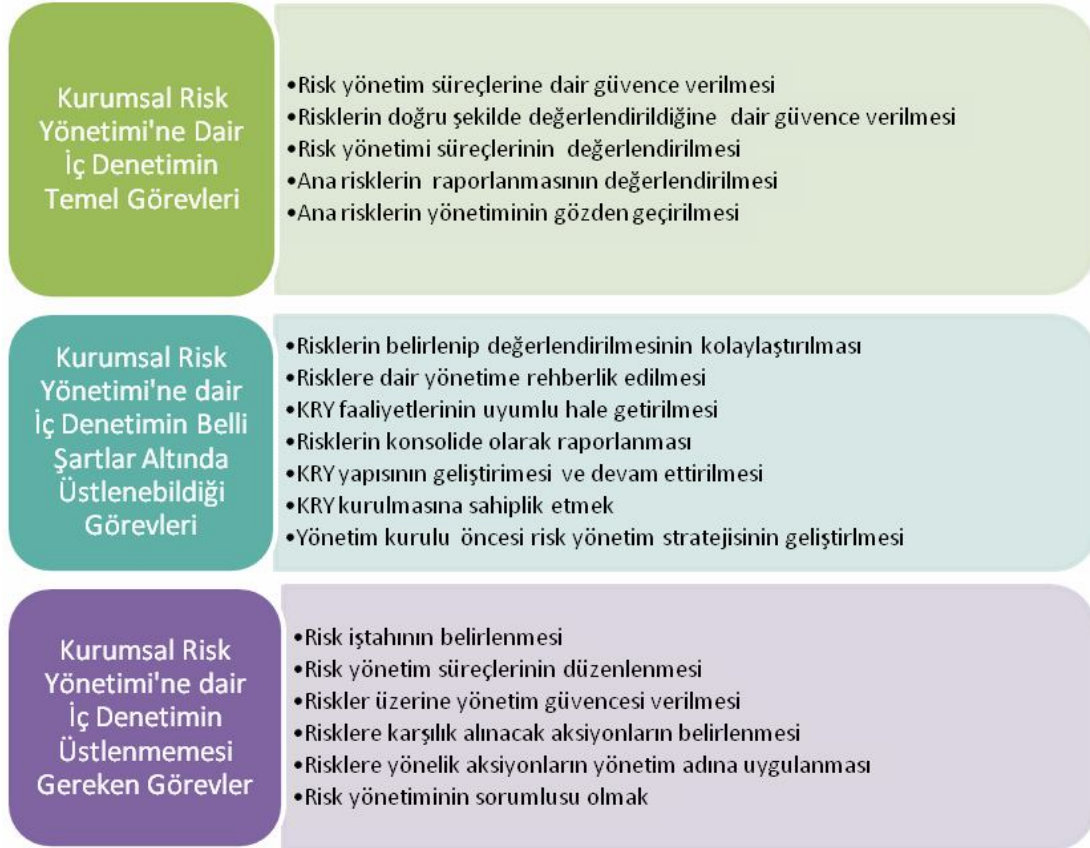 Kurumsal Risk
Yönetimi'ne Dair
İç Denetimin
Temel Görevleri
•Risk yönetim süreçlerine dair güvence verilmesi
•Risklerin doğru şekilde değerlendirildiğine dair güvence verilmesi
•Risk yönetimi süreçlerinin değerlendirilmesi
•Ana risklerin raporlanmasının değerlendirilmesi
•Ana risklerin yönetiminin gözden geçirilmesi
Kurumsal Risk
Yönetimi'ne dair
İç Denetimin Belli
Şartlar Altında
Üstlenebildiği
Görevleri
•Risklerin belirlenip değerlendirilmesinin kolaylaştırılması
•Risklere dair yönetime rehberlik edilmesi
•KRY faaliyetlerinin uyumlu hale getirilmesi
•Risklerin konsolide olarak raporlanması
•KRY yapısının geliştirimesi ve devam ettirilmesi
•KRY kurulmasına sahiplik etmek
•Yönetim kurulu öncesi risk yönetim stratejisinin geliştirlmesi
Kurumsal Risk
Yönetimi'ne dair
İç Denetimin
Üstlenmemesi
Gereken Görevler
•Risk iştahının belirlenmesi
•Risk yönetim süreçlerinin düzenlenmesi
•Riskler üzerine yönetim güvencesi verilmesi
•Risklere karşılık alınacak aksiyonların belirlenmesi
•Risklere yönelik aksiyonların yönetim adına uygulanması
•Risk yönetiminin sorumlusu olmak